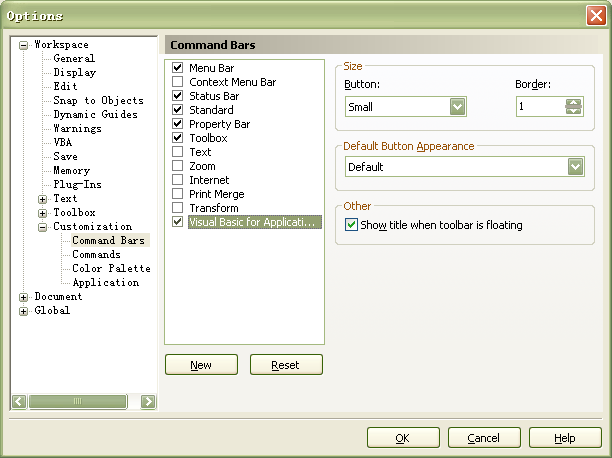 Options
Workspace
General
Display
Edit
Snap to Objects
Dynamic Guides
Warnings
VBA
Save
Memory
Plug-Ins
Text
Toolbox
Customization
Command Bars
Commands
Color Palette
Application
Document
Global
Command Bars
Menu Bar
Context Menu Bar
Status Bar
Standard
Property Bar
Toolbox
Text
Zoom
Internet
Print Merge
Transform
Visual Basic for Applicati...
New Reset
Size
Button: Border:
Small 1
Default Button Appearance
Default
Other
Show title when toolbar is floating
OK Cancel Help